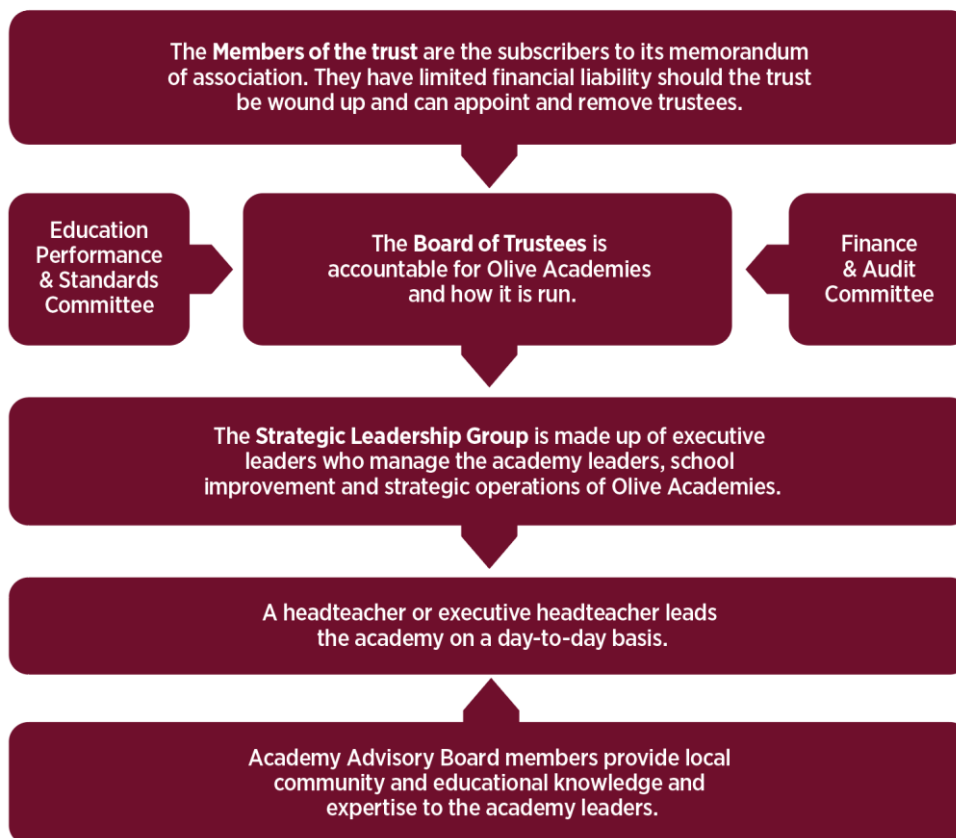 The Members of the trust are the subscribers to its memorandum
of association. They have limited financial liability should the trust
be wound up and can appoint and remove trustees.
Education
Performance
& Standards
Committee
The Board of Trustees is
accountable for Olive Academies
and how it is run.
Finance
& Audit
Committee
The Strategic Leadership Group is made up of executive
leaders who manage the academy leaders, school
improvement and strategic operations of Olive Academies.
A headteacher or executive headteacher leads
the academy on a day-to-day basis.
Academy Advisory Board members provide local
community and educational knowledge and
expertise to the academy leaders.